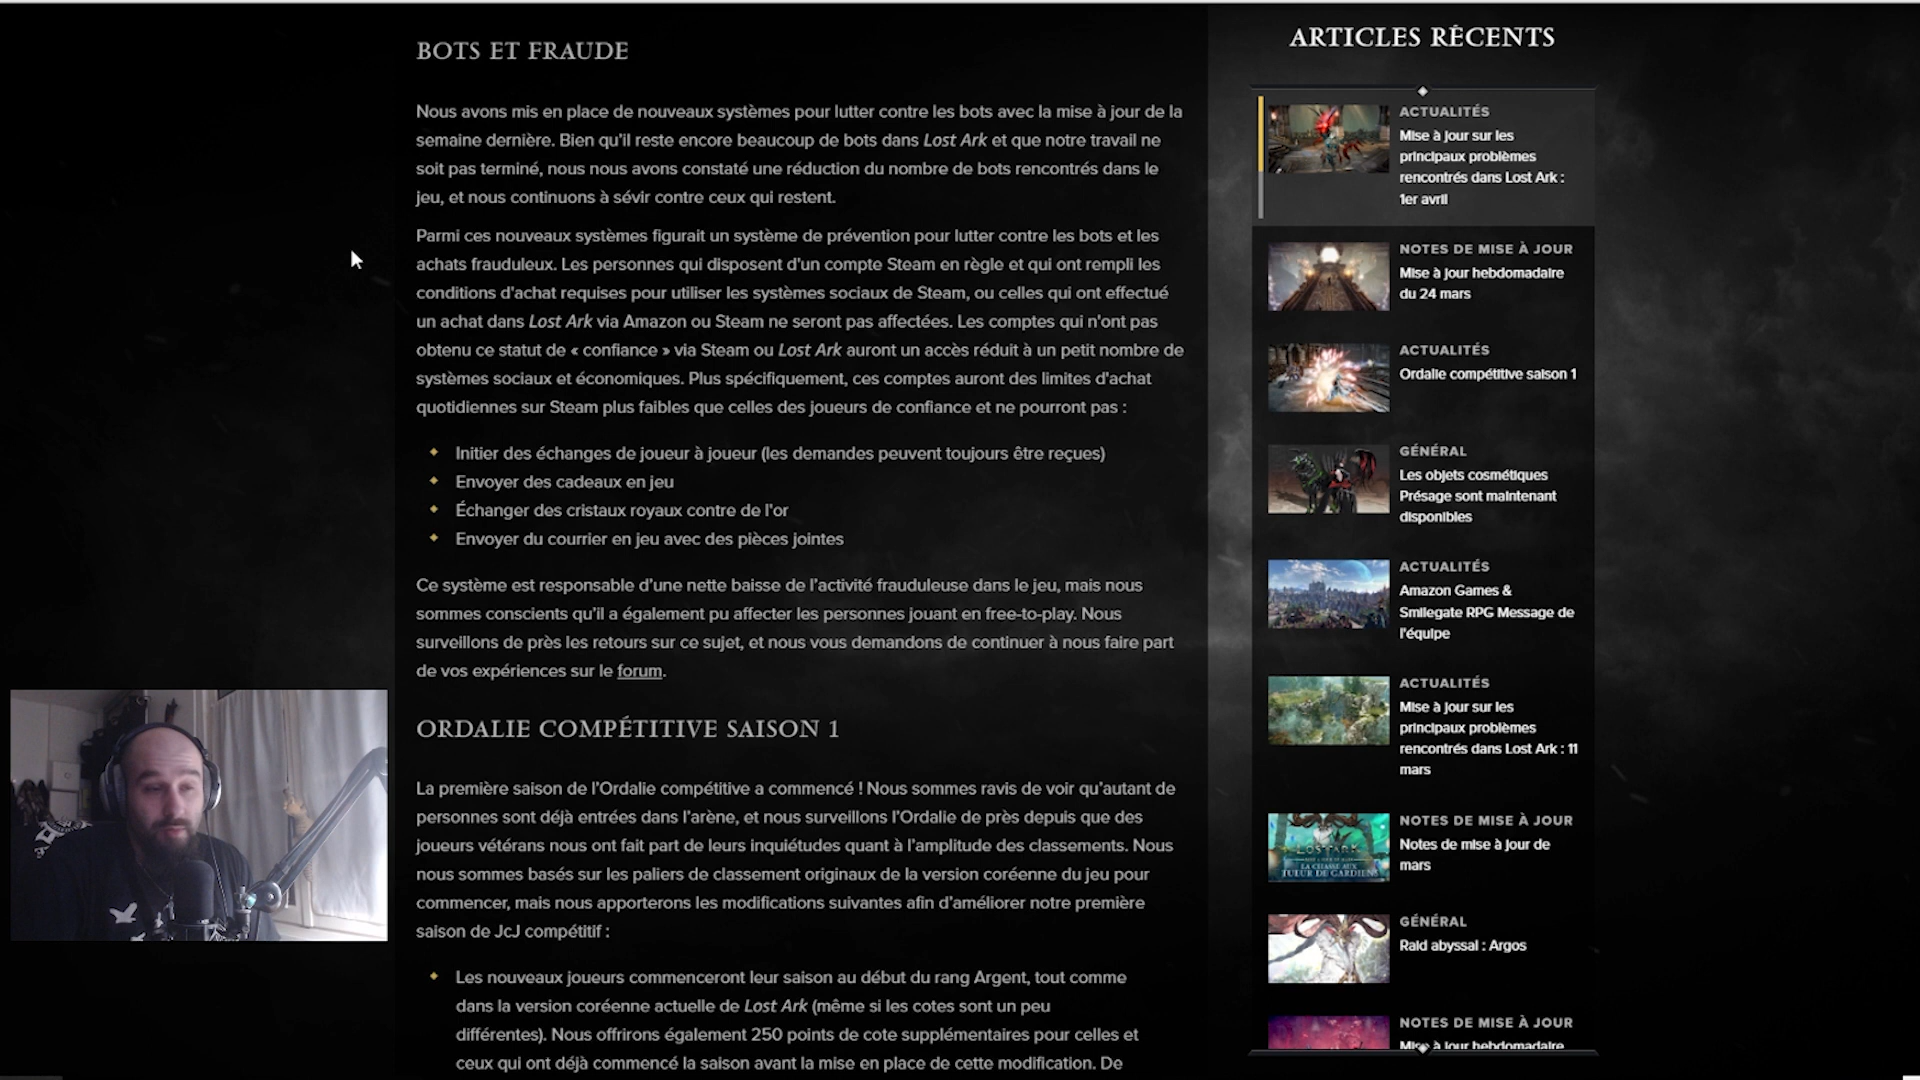 BOTS ET FRAUDE
Nous avons mis en place de nouveaux systèmes pour lutter contre les bots avec la mise à jour de la
semaine dernière. Bien qu'il reste encore beaucoup de bots dans Lost Ark et que notre travail ne
soit pas terminé, nous nous avons constaté une réduction du nombre de bots rencontrés dans le
jeu, et nous continuons à sévir contre ceux qui restent.
Parmi ces nouveaux systèmes figurait un système de prévention pour lutter contre les bots et les
achats frauduleux. Les personnes qui disposent d'un compte Steam en règle et qui ont rempli les
conditions d'achat requises pour utiliser les systèmes sociaux de Steam, ou celles qui ont effectué
un achat dans Lost Ark via Amazon ou Steam ne seront pas affectées. Les comptes qui n'ont pas
obtenu ce statut de « confiance » via Steam ou Lost Ark auront un accès réduit à un petit nombre de
systèmes sociaux et économiques. Plus spécifiquement, ces comptes auront des limites d'achat
quotidiennes sur Steam plus faibles que celles des joueurs de confiance et ne pourront pas :
Initier des échanges de joueur à joueur (les demandes peuvent toujours être reçues)
Envoyer des cadeaux en jeu
Échanger des cristaux royaux contre de l'or
Envoyer du courrier en jeu avec des pièces jointes
Ce système est responsable d'une nette baisse de l'activité frauduleuse dans le jeu, mais nous
sommes conscients qu'il a également pu affecter les personnes jouant en free-to-play. Nous
surveillons de près les retours sur ce sujet, et nous vous demandons de continuer à nous faire part
de vos expériences sur le forum.
ORDALIE COMPÉTITIVE SAISON 1
La première saison de l'Ordalie compétitive a commencé ! Nous sommes ravis de voir qu'autant de
personnes sont déjà entrées dans l'arène, et nous surveillons l'Ordalie de près depuis que des
joueurs vétérans nous ont fait part de leurs inquiétudes quant à l'amplitude des classements. Nous
nous sommes basés sur les paliers de classement originaux de la version coréenne du jeu pour
commencer, mais nous apporterons les modifications suivantes afin d'améliorer notre première
saison de JcJ compétitif :
Les nouveaux joueurs commenceront leur saison au début du rang Argent, tout comme
dans la version coréenne actuelle de Lost Ark (même si les cotes sont un peu
différentes). Nous offrirons également 250 points de cote supplémentaires pour celles et
ceux qui ont déjà commencé la saison avant la mise en place de cette modification. De
ARTICLES RÉCENTS
ACTUALITÉS
Mise à jour sur les
principaux problèmes
rencontrés dans Lost Ark :
1er avril
NOTES DE MISE À JOUR
Mise à jour hebdomadaire
du 24 mars
ACTUALITÉS
Ordalie compétitive saison 1
GÉNÉRAL
Les objets cosmétiques
Présage sont maintenant
disponibles
ACTUALITÉS
Amazon Games &
Smilegate RPG Message de
l'équipe
ACTUALITÉS
Mise à jour sur les
principaux problèmes
rencontrés dans Lost Ark : 11
mars
NOTES DE MISE À JOUR
Notes de mise à jour de
mars
LOST ARK
LA CHASSE AUX
TUEUR DE GARDIENS
GÉNÉRAL
Raid abyssal : Argos
NOTES DE MISE À JOUR
Mise à jour hebdomadaire